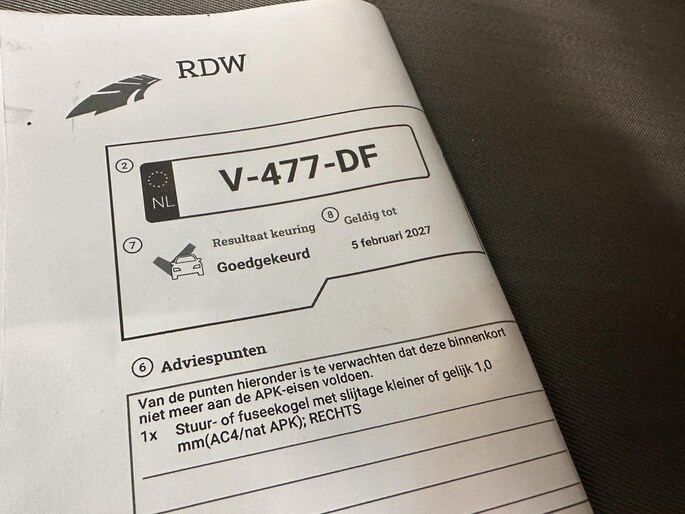 RDW
2
NL
V-477-DF
7
Resultaat keuring
Goedgekeurd
8
Geldig tot
5 februari 2027
6 Adviespunten
Van de punten hieronder is te verwachten dat deze binnenkort
niet meer aan de APK-eisen voldoen.
1x Stuur- of fuseekogel met slijtage kleiner of gelijk 1,0
mm(AC4/nat APK); RECHTS